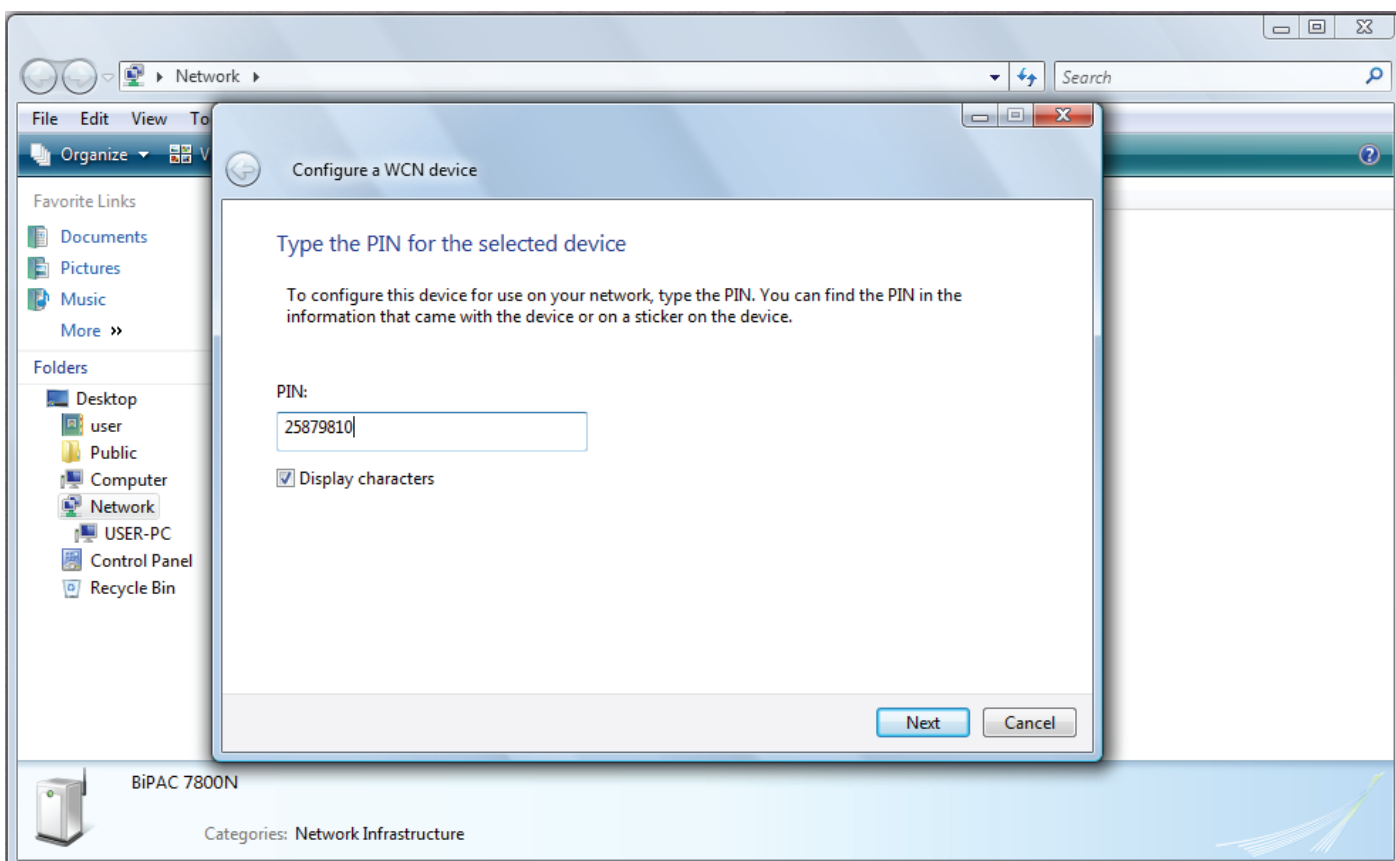 Network
Search
File Edit View To
Organize V
Configure a WCN device
Favorite Links
Documents
Pictures
Music
More »
Folders
Desktop
user
Public
Computer
Network
USER-PC
Control Panel
Recycle Bin
Type the PIN for the selected device
To configure this device for use on your network, type the PIN. You can find the PIN in the
information that came with the device or on a sticker on the device.
PIN:
25879810
Display characters
Next Cancel
BiPAC 7800N
Categories: Network Infrastructure